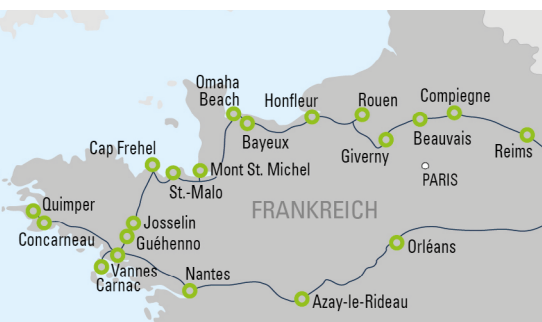 Omaha
Beach
Honfleur
Rouen
Compiegne
Bayeux
Giverny
Beauvais
Reims
Cap Frehel
Mont St. Michel
St.-Malo
PARIS
Quimper
Concarneau
Josselin
Guéhenno
FRANKREICH
Orléans
Vannes
Carnac
Nantes
Azay-le-Rideau